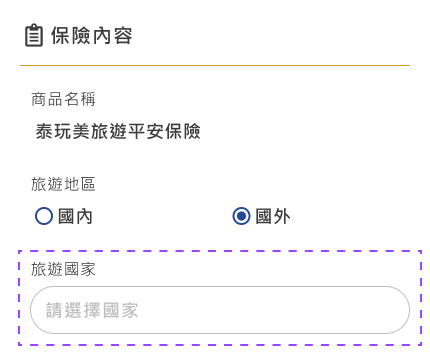 保險內容
商品名稱
泰玩美旅遊平安保險
旅遊地區
國內 國外
旅遊國家
請選擇國家